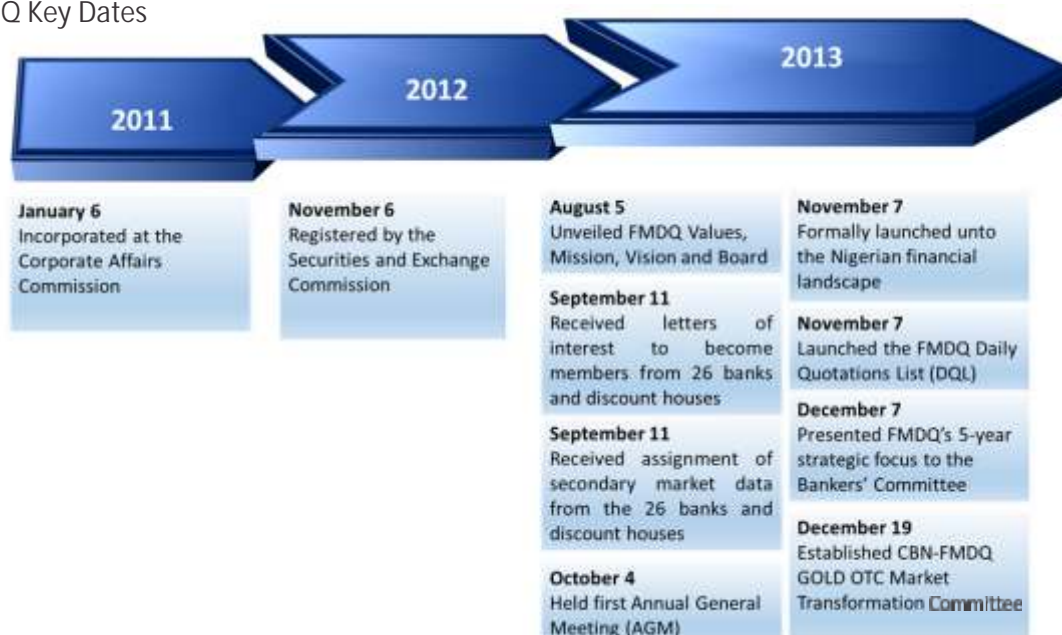 Q Key Dates
2011
2012
2013
January 6
Incorporated at the
Corporate Affairs
Commission
November 6
Registered by the
Securities and Exchange
Commission
August 5
Unveiled FMDQ Values,
Mission, Vision and Board
September 11
Received letters of
interest to become
members from 26 banks
and discount houses
September 11
Received assignment of
secondary market data
from the 26 banks and
discount houses
October 4
Held first Annual General
Meeting (AGM)
November 7
Formally launched unto
the Nigerian financial
landscape
November 7
Launched the FMDQ Daily
Quotations List (DQL)
December 7
Presented FMDQ's 5-year
strategic focus to the
Bankers' Committee
December 19
Established CBN-FMDQ
GOLD OTC Market
Transformation Committee